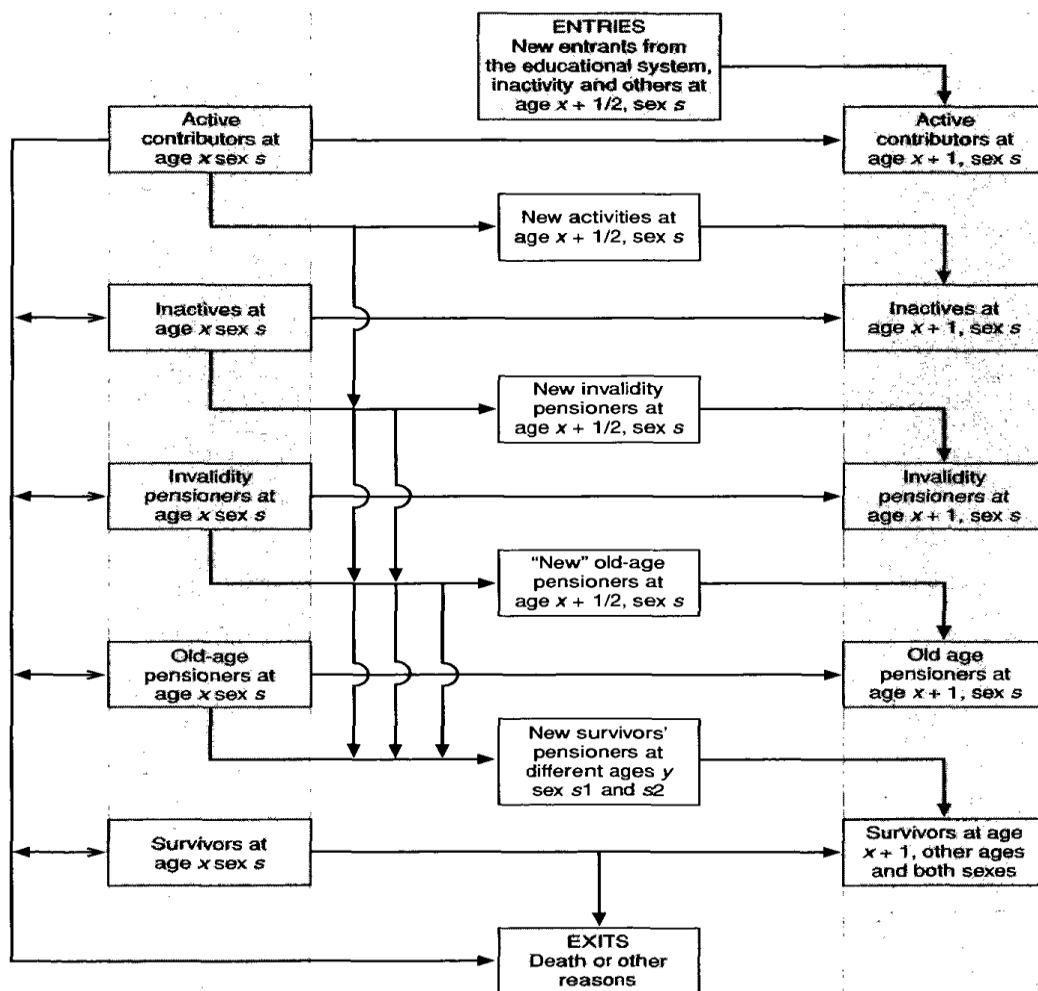 ENTRIES
New entrants from
the educational system,
inactivity and others at
age x + 1/2, sex s
Active
contributors at
age x sex s
Active
contributors at
age x + 1, sex s
New activities at
age x + 1/2, sex s
Inactives at
age x sex s
Inactives at
age x + 1, sex s
New invalidity
pensioners at
age x + 1/2, sex s
Invalidity
pensioners at
age x sex s
Invalidity
pensioners at
age x + 1, sex s
"New" old-age
pensioners at
age x + 1/2, sex s
Old-age
pensioners at
age x sex s
Old age
pensioners at
age x + 1, sex s
New survivors'
pensioners at
different ages y
sex s1 and s2
Survivors at
age x sex s
Survivors at age
x + 1, other ages
and both sexes
EXITS
Death or other
reasons